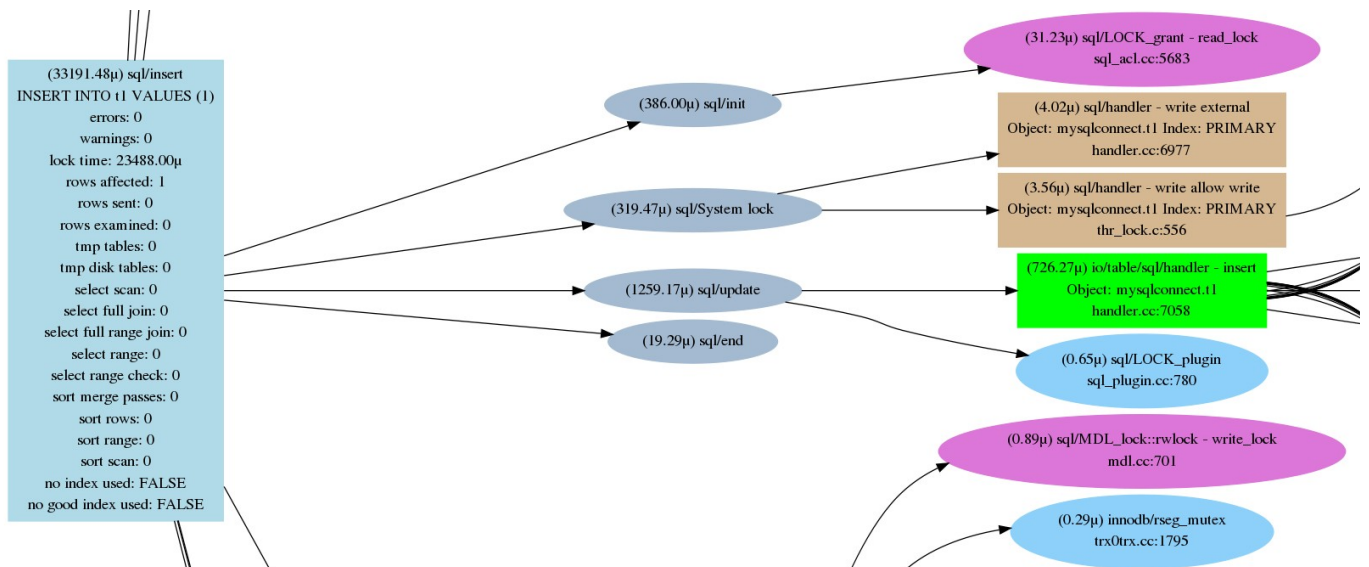 (33191.48μ) sql/insert
INSERT INTO t1 VALUES (1)
errors: 0
warnings: 0
lock time: 23488.00μ
rows affected: 1
rows sent: 0
rows examined: 0
tmp tables: 0
tmp disk tables: 0
select scan: 0
select full join: 0
select full range join: 0
select range: 0
select range check: 0
sort merge passes: 0
sort rows: 0
sort range: 0
sort scan: 0
no index used: FALSE
no good index used: FALSE
(386.00μ) sql/init
(319.47μ) sql/System lock
(1259.17μ) sql/update
(19.29μ) sql/end
(31.23μ) sql/LOCK_grant - read_lock
sql_acl.cc:5683
(4.02μ) sql/handler - write external
Object: mysqlconnect.t1 Index: PRIMARY
handler.cc:6977
(3.56μ) sql/handler - write allow write
Object: mysqlconnect.t1 Index: PRIMARY
thr_lock.c:556
(726.27μ) io/table/sql/handler - insert
Object: mysqlconnect.t1
handler.cc:7058
(0.65μ) sql/LOCK_plugin
sql_plugin.cc:780
(0.89μ) sql/MDL_lock::rwlock - write_lock
mdl.cc:701
(0.29μ) innodb/rseg_mutex
trx0trx.cc:1795